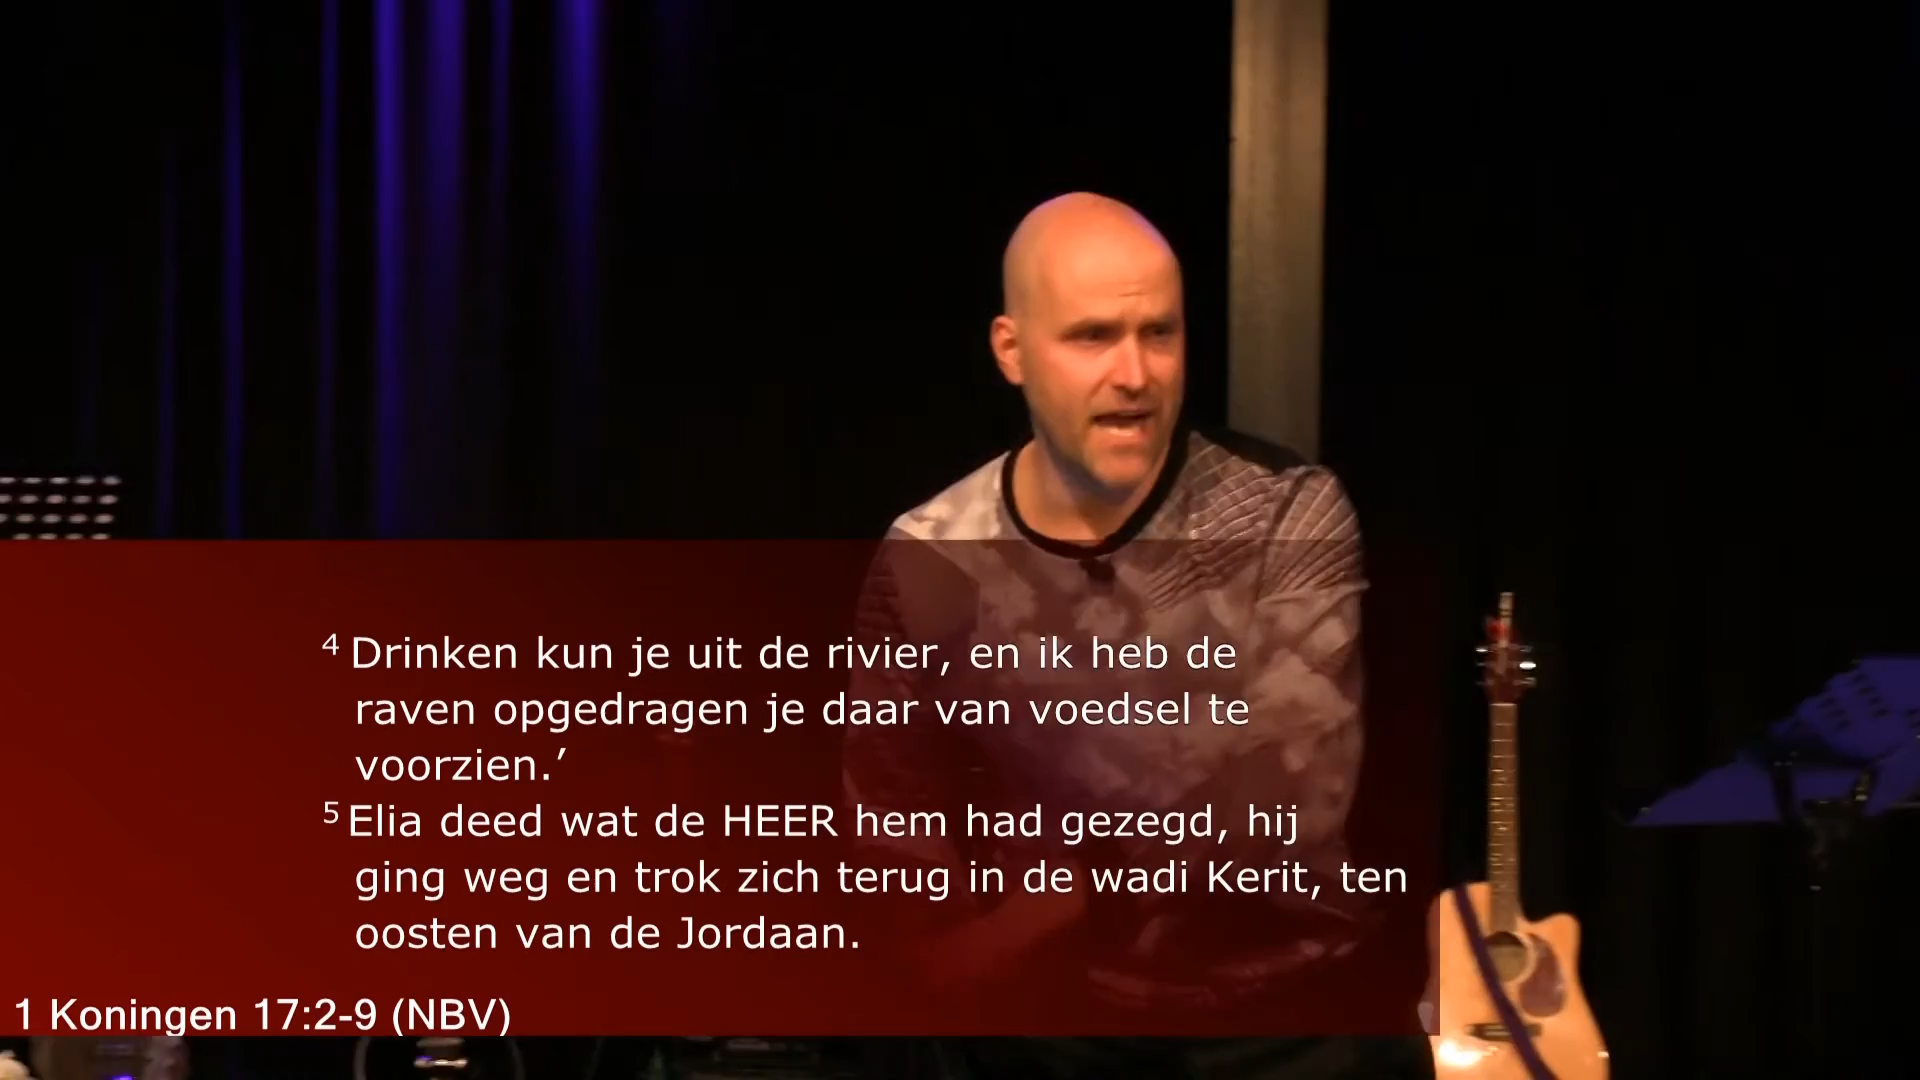 4 Drinken kun je uit de rivier, en ik heb de
raven opgedragen je daar van voedsel te
voorzien.’
5 Elia deed wat de HEER hem had gezegd, hij
ging weg en trok zich terug in de wadi Kerit, ten
oosten van de Jordaan.
1 Koningen 17:2-9 (NBV)